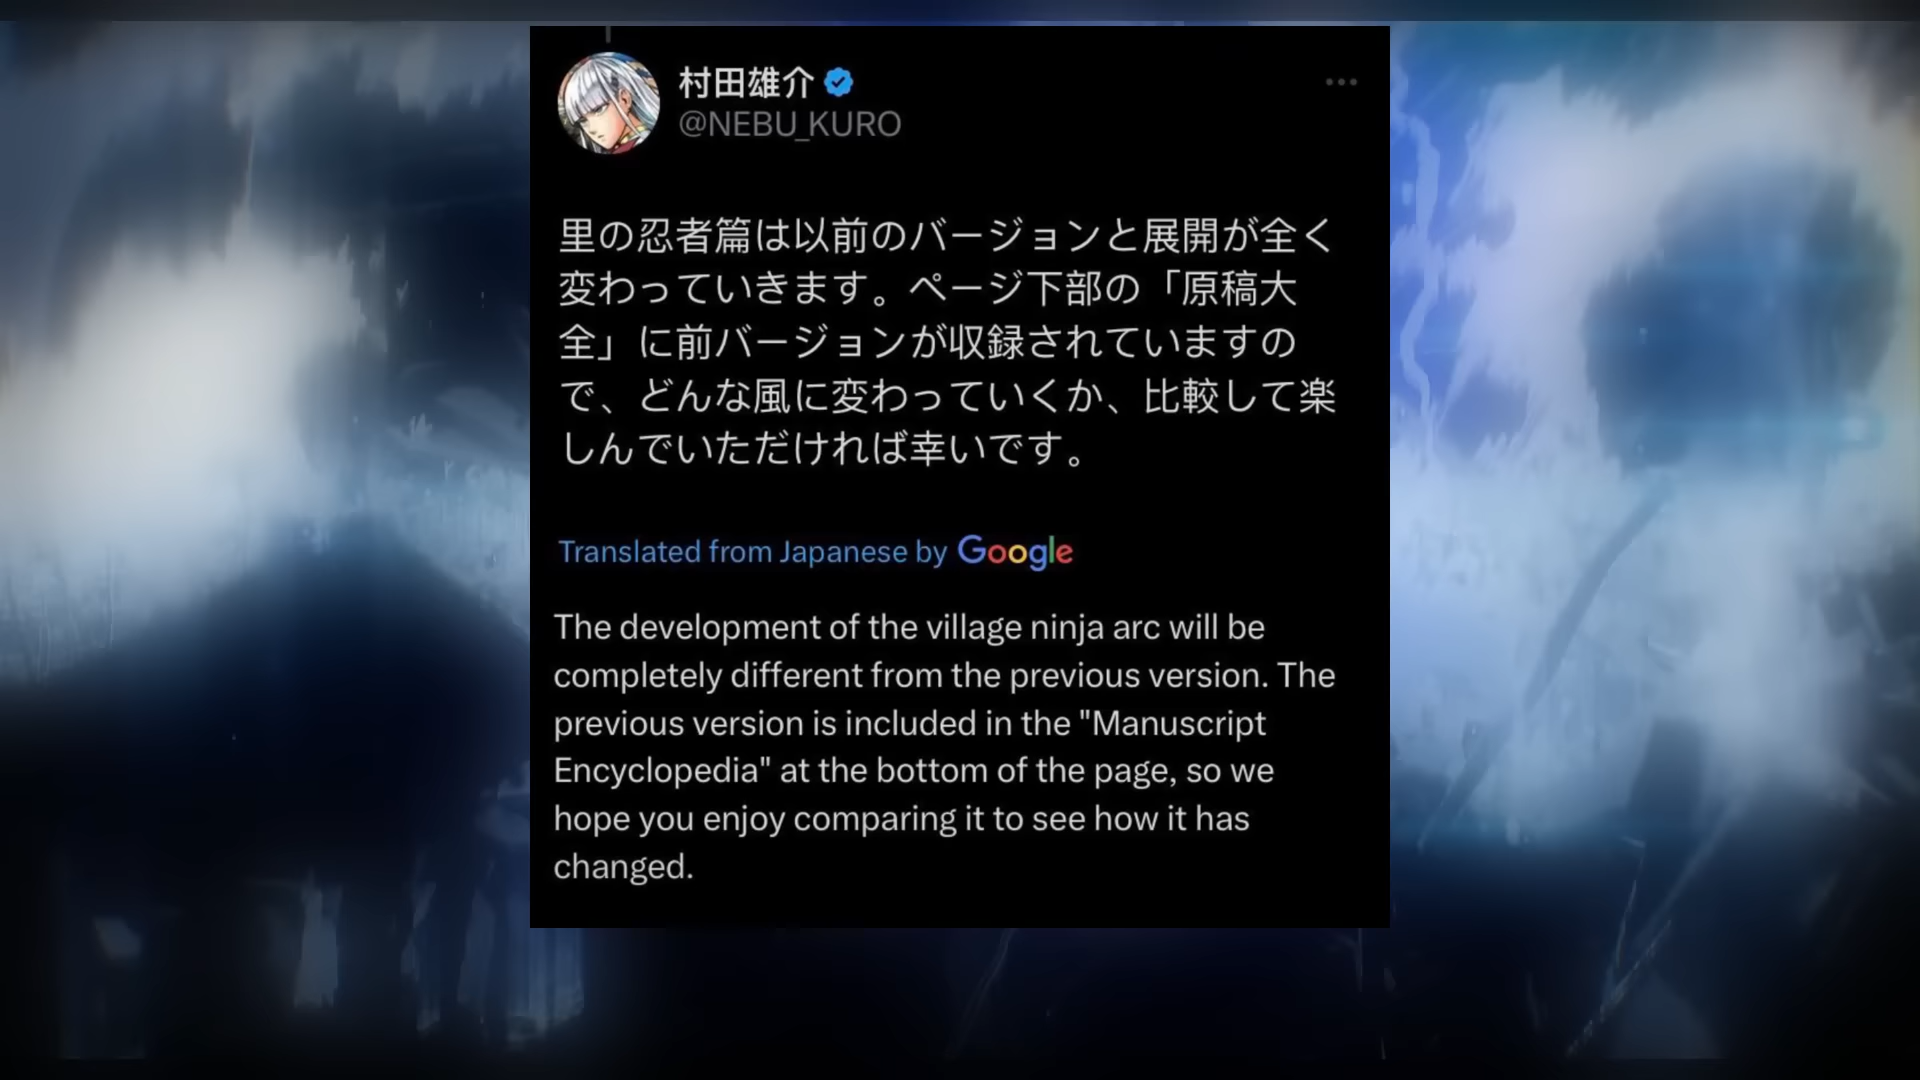 村田雄介
@NEBU_KURO
里の忍者篇は以前のバージョンと展開が全く
変わっていきます。ページ下部の「原稿大
全」に前バージョンが収録されていますの
で、どんな風に変わっていくか、比較して楽
しんでいただければ幸いです。
Translated from Japanese by Google
The development of the village ninja arc will be
completely different from the previous version. The
previous version is included in the "Manuscript
Encyclopedia" at the bottom of the page, so we
hope you enjoy comparing it to see how it has
changed.